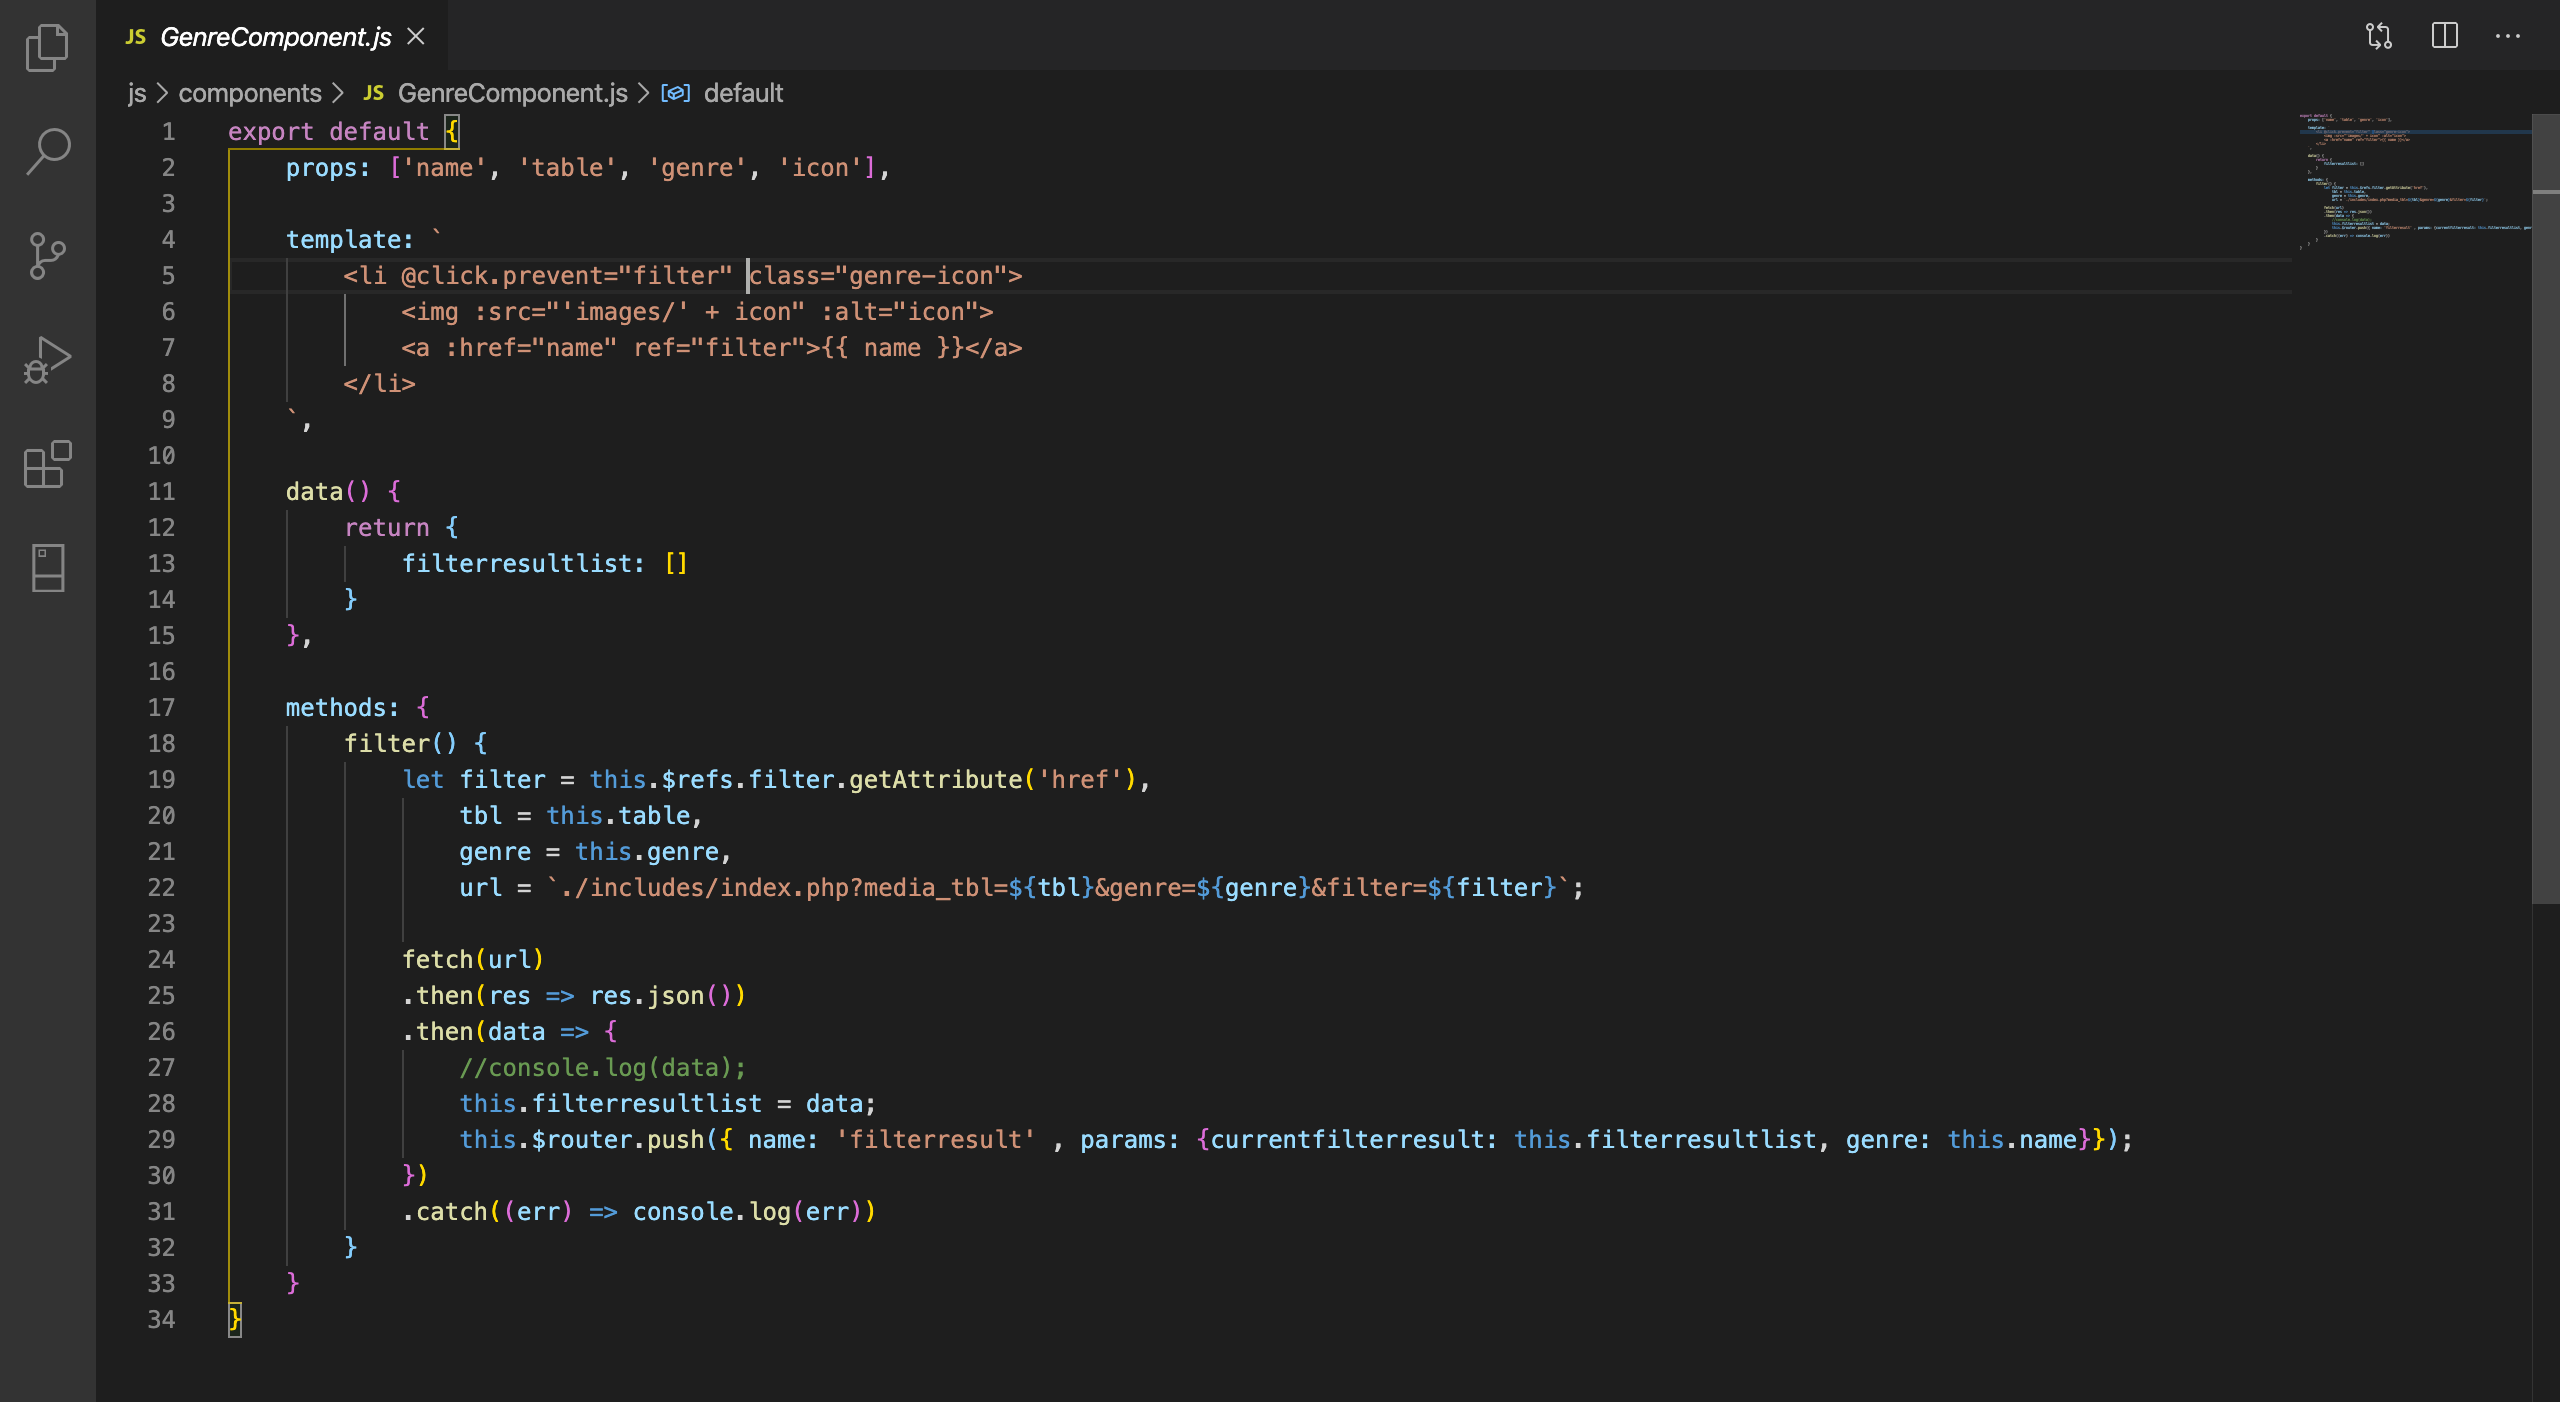 JS GenreComponent.js
js > components > JS GenreComponent.js > default
1 export default {
2     props: ['name', 'table', 'genre', 'icon'],
3
4     template: `
5         <li @click.prevent="filter" class="genre-icon">
6             <img :src="'images/' + icon" :alt="icon">
7             <a :href="name" ref="filter">{{ name }}</a>
8         </li>
9     `,
10
11     data() {
12         return {
13             filterresultlist: []
14         }
15     },
16
17     methods: {
18         filter() {
19             let filter = this.$refs.filter.getAttribute('href'),
20                 tbl = this.table,
21                 genre = this.genre,
22                 url = `./includes/index.php?media_tbl=${tbl}&genre=${genre}&filter=${filter}`;
23
24             fetch(url)
25             .then(res => res.json())
26             .then(data => {
27                 //console.log(data);
28                 this.filterresultlist = data;
29                 this.$router.push({ name: 'filterresult' , params: {currentfilterresult: this.filterresultlist, genre: this.name}});
30             })
31             .catch((err) => console.log(err))
32         }
33     }
34 }